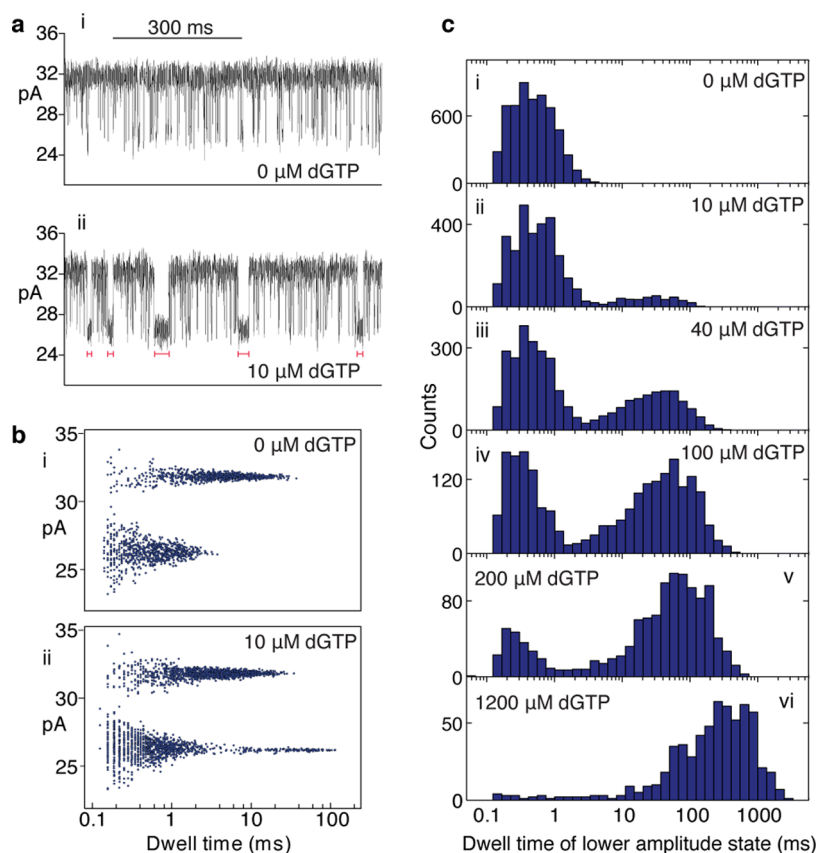 a
i
300 ms
36
32
pA
28
24
0 µM dGTP
ii
36
32
pA
28
24
10 µM dGTP
b
i
0 µM dGTP
35
31
pA
25
ii
10 µM dGTP
35
31
pA
25
0.1 1 10 100
Dwell time (ms)
c
i
0 µM dGTP
600
0
ii
10 µM dGTP
400
0
iii
40 µM dGTP
300
0
Counts
iv
100 µM dGTP
120
0
200 µM dGTP
v
80
0
1200 µM dGTP
vi
50
0
0.1 1 10 100 1000
Dwell time of lower amplitude state (ms)